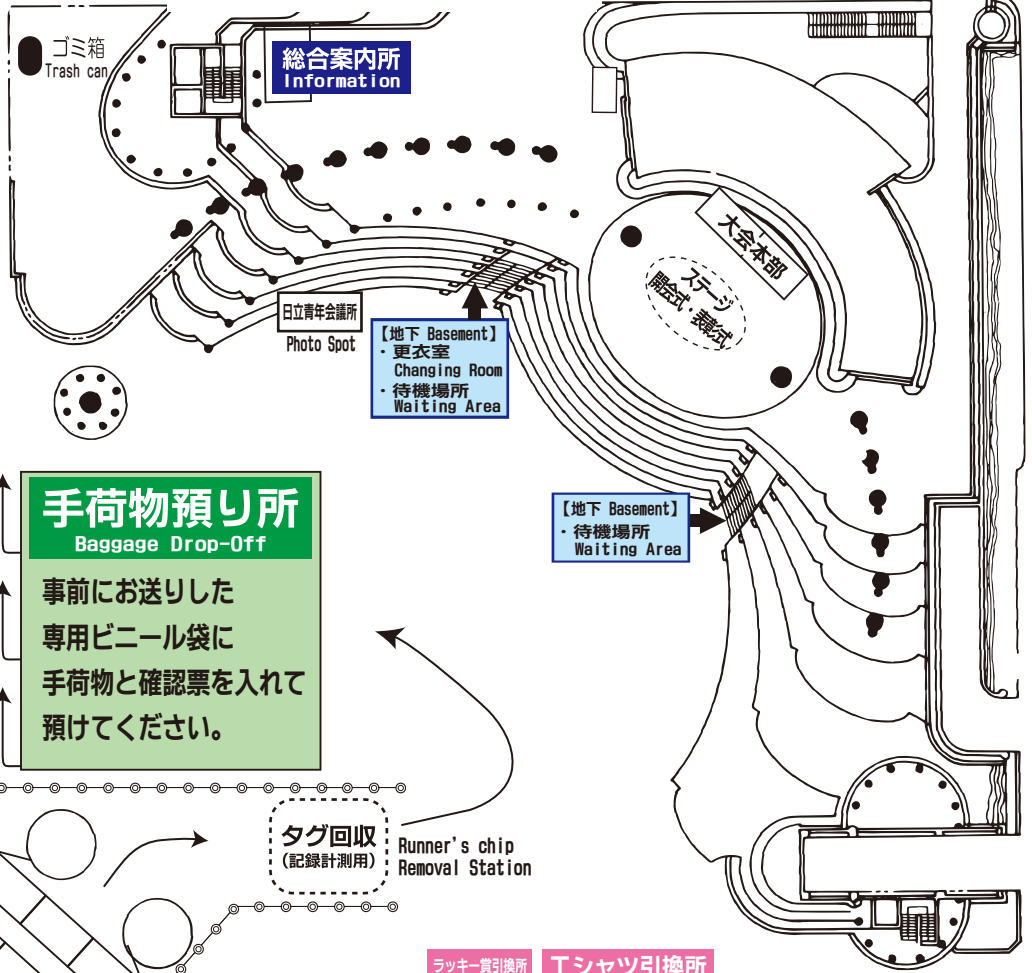 ゴミ箱
Trash can
総合案内所
Information
大会本部
ステージ
開会式・表彰式
日立青年会議所
Photo Spot
【地下 Basement】
・更衣室
Changing Room
・待機場所
Waiting Area
【地下 Basement】
・待機場所
Waiting Area
手荷物預り所
Baggage Drop-Off
事前にお送りした
専用ビニール袋に
手荷物と確認票を入れて
預けてください。
タグ回収
(記録計測用)
Runner's chip
Removal Station
ラッキー賞引換所
Tシャツ引換所